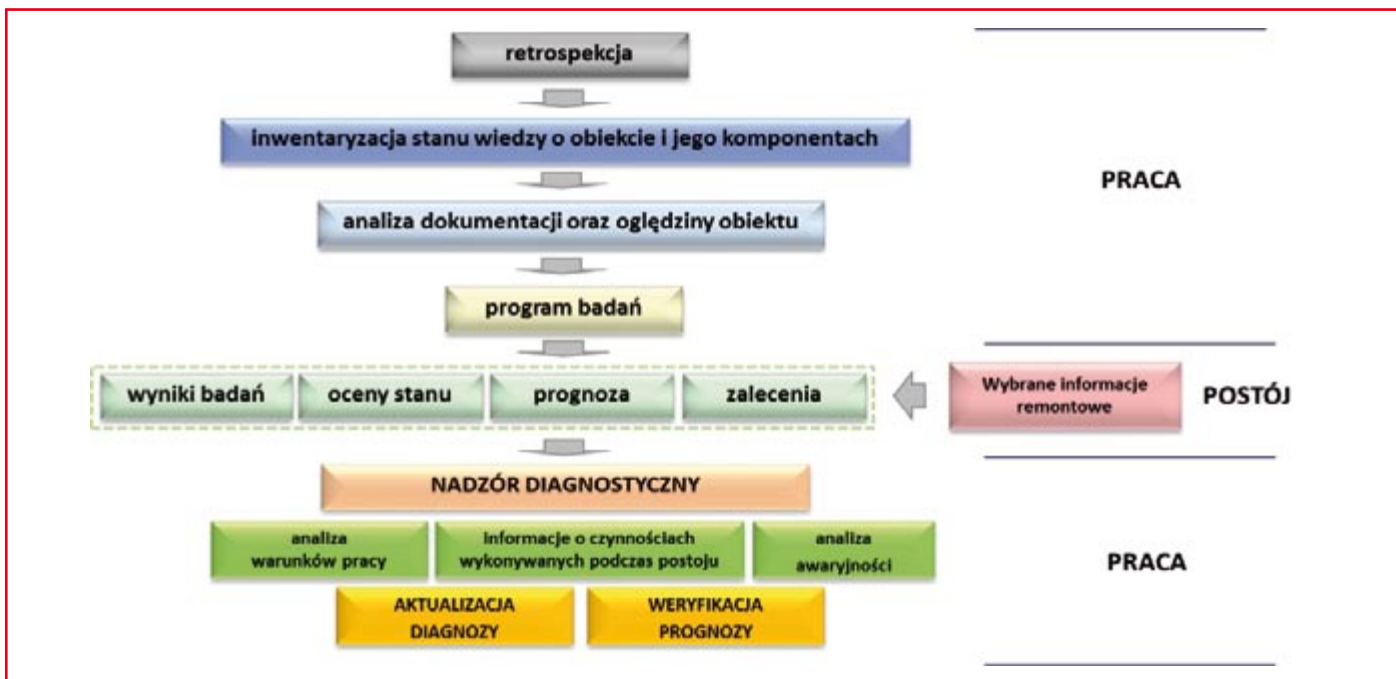 retrospekcja
inwentaryzacja stanu wiedzy o obiekcie i jego komponentach
PRACA
analiza dokumentacji oraz oględziny obiektu
program badań
wyniki badań
oceny stanu
prognoza
zalecenia
Wybrane informacje
remontowe
POSTÓJ
NADZÓR DIAGNOSTYCZNY
analiza
warunków pracy
Informacje o czynnościach
wykonywanych podczas postoju
analiza
awaryjności
PRACA
AKTUALIZACJA
DIAGNOZY
WERYFIKACJA
PROGNOZY